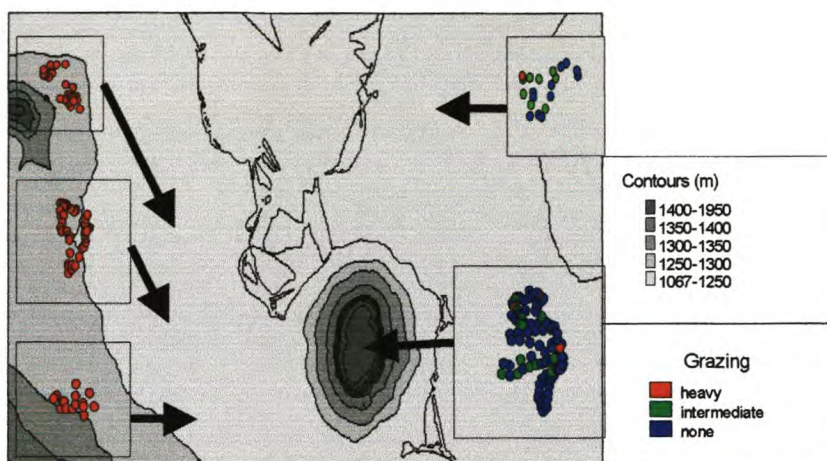 Contours (m)
1400-1950
1350-1400
1300-1350
1250-1300
1067-1250
Grazing
heavy
intermediate
none